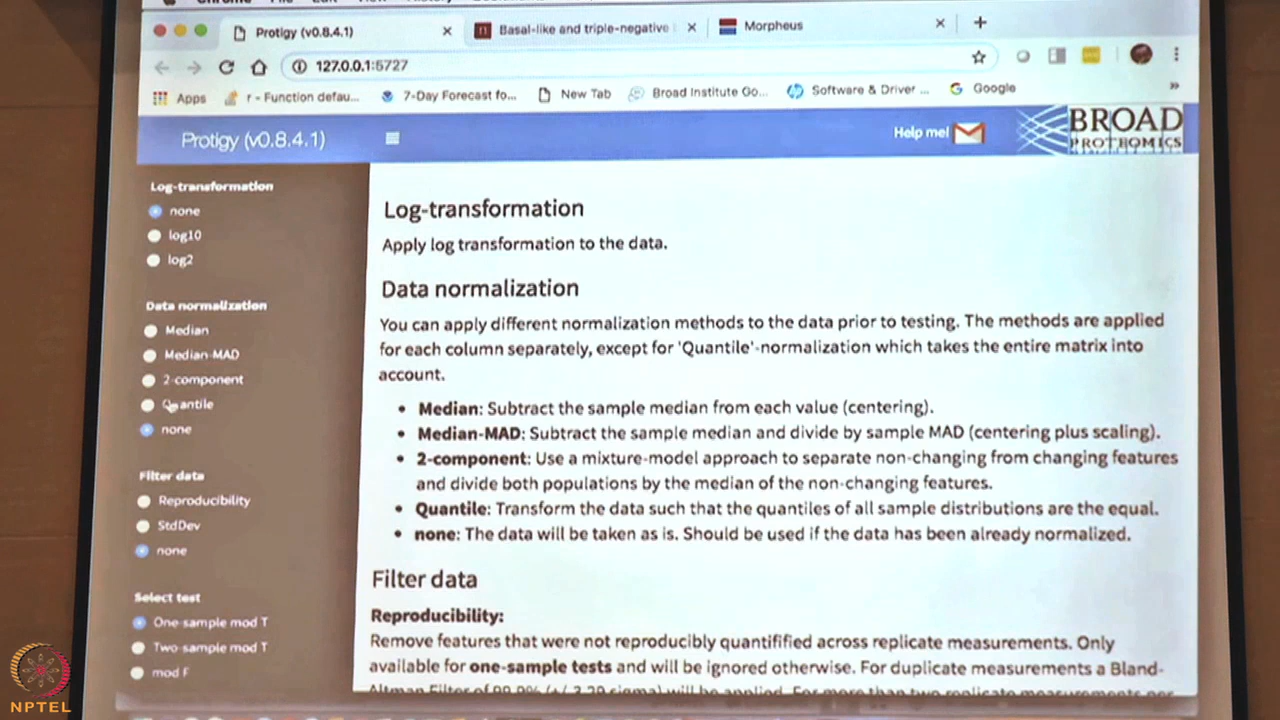 Protigy (v0.8.4.1)
Basal-like and triple-negative
Morpheus
127.0.0.1:5727
Apps
r - Function defau...
7-Day Forecast fo...
New Tab
Broad Institute Go...
Software & Driver ...
Google
Protigy (v0.8.4.1)
Help me!
BROAD
PROTEOMICS
Log-transformation
none
log10
log2
Data normalization
Median
Median-MAD
2-component
Quantile
none
Filter data
Reproducibility
StdDev
none
Select test
One-sample mod T
Two-sample mod T
mod F
Log-transformation
Apply log transformation to the data.
Data normalization
You can apply different normalization methods to the data prior to testing. The methods are applied
for each column separately, except for 'Quantile'-normalization which takes the entire matrix into
account.
• Median: Subtract the sample median from each value (centering).
• Median-MAD: Subtract the sample median and divide by sample MAD (centering plus scaling).
• 2-component: Use a mixture-model approach to separate non-changing from changing features
and divide both populations by the median of the non-changing features.
• Quantile: Transform the data such that the quantiles of all sample distributions are the equal.
• none: The data will be taken as is. Should be used if the data has been already normalized.
Filter data
Reproducibility:
Remove features that were not reproducibly quantifified across replicate measurements. Only
available for one-sample tests and will be ignored otherwise. For duplicate measurements a Bland-
NPTEL